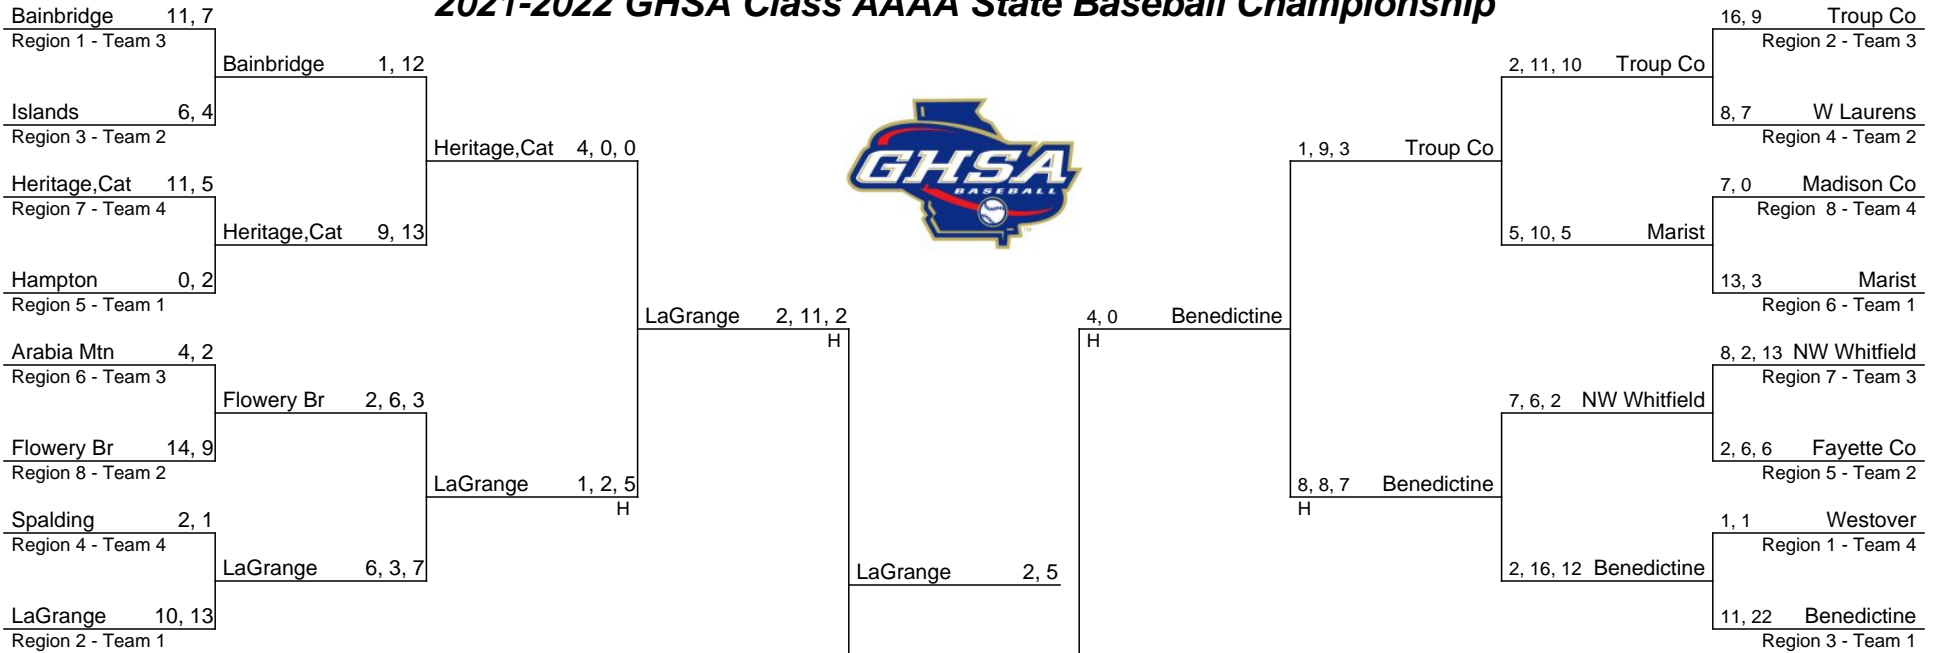 2021-2022 GHSA Class AAAA State Baseball Championship
Bainbridge 11, 7
Region 1 - Team 3
Islands 6, 4
Region 3 - Team 2
Heritage,Cat 11, 5
Region 7 - Team 4
Hampton 0, 2
Region 5 - Team 1
Arabia Mtn 4, 2
Region 6 - Team 3
Flowery Br 14, 9
Region 8 - Team 2
Spalding 2, 1
Region 4 - Team 4
LaGrange 10, 13
Region 2 - Team 1
Bainbridge 1, 12
Heritage,Cat 9, 13
Flowery Br 2, 6, 3
LaGrange 6, 3, 7
Heritage,Cat 4, 0, 0
LaGrange 1, 2, 5
H
LaGrange 2, 11, 2
H
LaGrange 2, 5
GHSA
BASEBALL
4, 0 Benedictine
H
1, 9, 3 Troup Co
8, 8, 7 Benedictine
H
2, 11, 10 Troup Co
5, 10, 5 Marist
7, 6, 2 NW Whitfield
2, 16, 12 Benedictine
16, 9 Troup Co
Region 2 - Team 3
8, 7 W Laurens
Region 4 - Team 2
7, 0 Madison Co
Region 8 - Team 4
13, 3 Marist
Region 6 - Team 1
8, 2, 13 NW Whitfield
Region 7 - Team 3
2, 6, 6 Fayette Co
Region 5 - Team 2
1, 1 Westover
Region 1 - Team 4
11, 22 Benedictine
Region 3 - Team 1